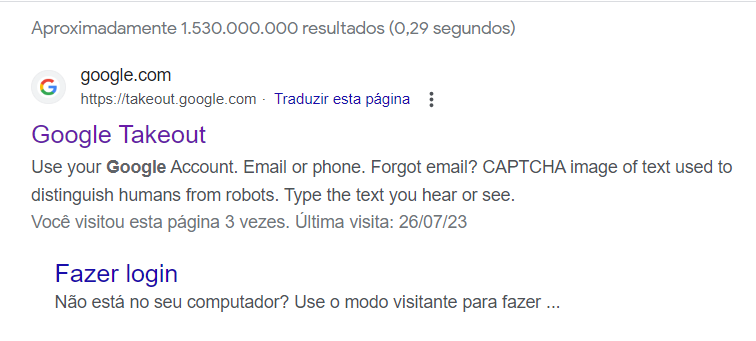 Aproximadamente 1.530.000.000 resultados (0,29 segundos)
google.com
https://takeout.google.com · Traduzir esta página
Google Takeout
Use your Google Account. Email or phone. Forgot email? CAPTCHA image of text used to
distinguish humans from robots. Type the text you hear or see.
Você visitou esta página 3 vezes. Última visita: 26/07/23
Fazer login
Não está no seu computador? Use o modo visitante para fazer ...